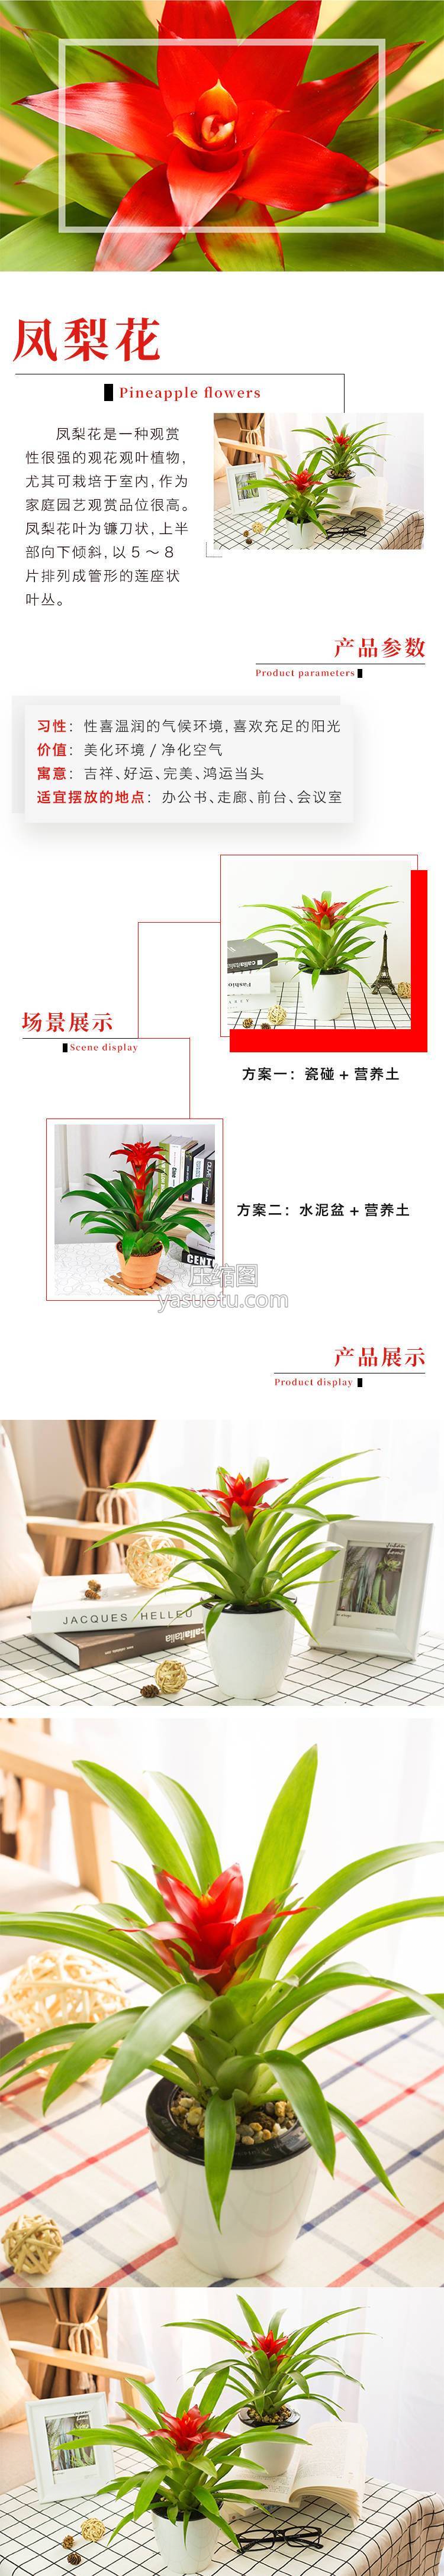 凤梨花
Pineapple flowers
凤梨花是一种观赏
性很强的观花观叶植物,
尤其可栽培于室内,作为
家庭园艺观赏品位很高。
凤梨花叶为镰刀状,上半
部向下倾斜,以5~8
片排列成管形的莲座状
叶丛。
产品参数
Product parameters
习性：性喜温润的气候环境,喜欢充足的阳光
价值：美化环境/净化空气
寓意：吉祥、好运、完美、鸿运当头
适宜摆放的地点：办公书、走廊、前台、会议室
calliaitalia
Fashion
场景展示
Scene display
方案一：瓷碰+营养土
方案二：水泥盆+营养土
CENT
压缩图
yasuotu.com
产品展示
Product display
JACQUES HELLEU
calliaitalia